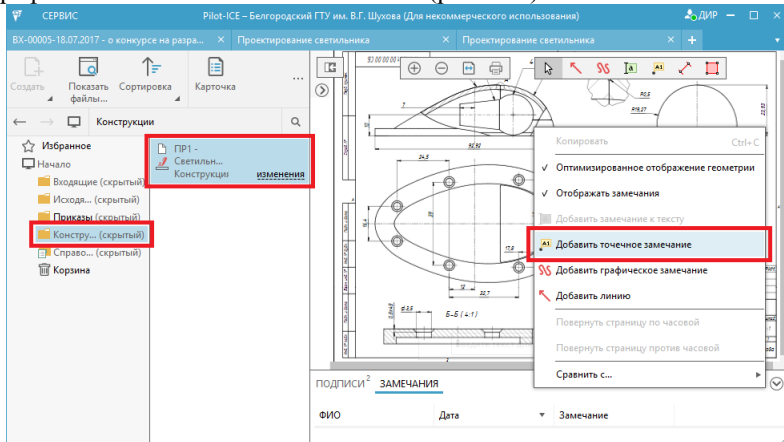 СЕРВИС
Pilot-ICE – Белгородский ГТУ им. В.Г. Шухова (Для некоммерческого использования)
ДИР
ВХ-00005-18.07.2017 - о конкурсе на разра...
Проектирование светильника
Проектирование светильника
Создать
Показать файлы...
Сортировка
Карточка
...
Конструкции
Избранное
Начало
Входящие (скрытый)
Исходя... (скрытый)
Приказы (скрытый)
Констру... (скрытый)
Справо... (скрытый)
Корзина
ПР1 -
Светильн...
Конструкци
изменения
Копировать Ctrl+C
Оптимизированное отображение геометрии
Отображать замечания
Добавить замечание к тексту
Добавить точечное замечание
Добавить графическое замечание
Добавить линию
Повернуть страницу по часовой
Повернуть страницу против часовой
Сравнить с...
Б-Б (4:1)
ПОДПИСИ 2 ЗАМЕЧАНИЯ
ФИО
Дата
Замечание